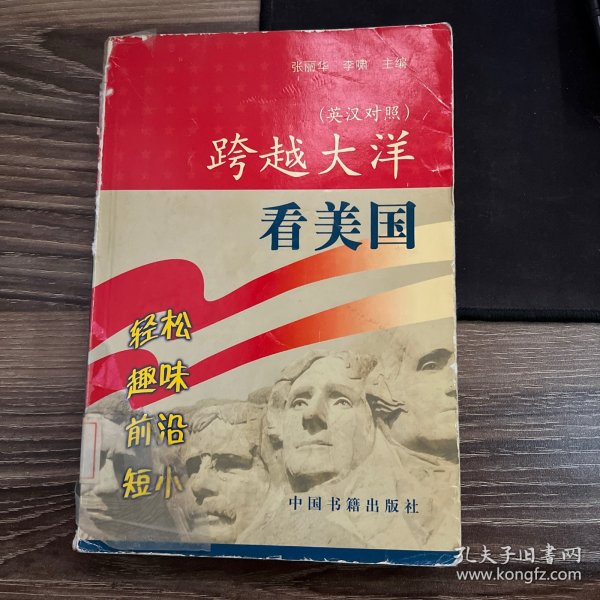 张丽华 李啸 主编
(英汉对照)
跨越大洋
看美国
轻松
趣味
前沿
短小
中国书籍出版社
孔夫子旧书网
www.kongfz.com